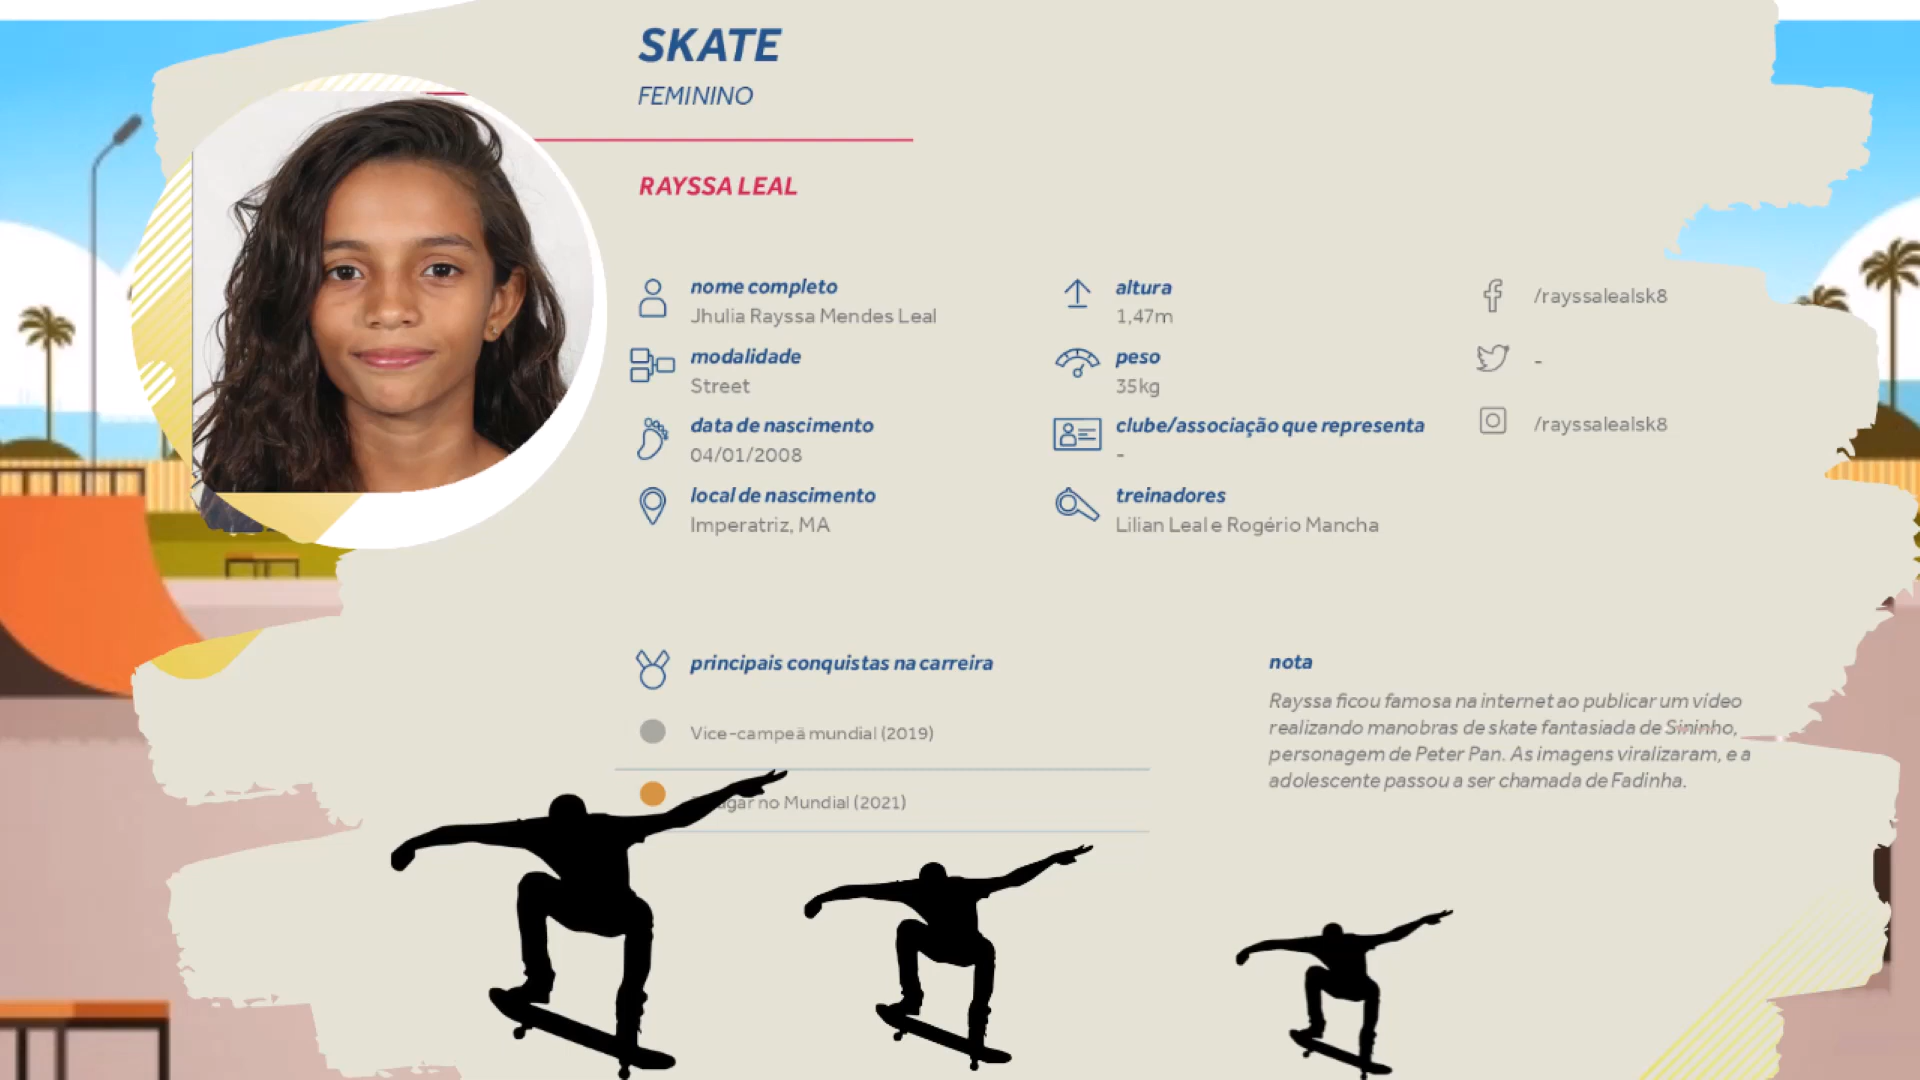 SKATE
FEMININO
RAYSSA LEAL
nome completo
Jhulia Rayssa Mendes Leal
modalidade
Street
data de nascimento
04/01/2008
local de nascimento
Imperatriz, MA
altura
1,47m
peso
35kg
clube/associação que representa
-
treinadores
Lilian Leal e Rogério Mancha
/rayssalealsk8
-
/rayssalealsk8
principais conquistas na carreira
Vice-campeã mundial (2019)
no Mundial (2021)
nota
Rayssa ficou famosa na internet ao publicar um vídeo
realizando manobras de skate fantasiada de Sininho,
personagem de Peter Pan. As imagens viralizaram, e a
adolescente passou a ser chamada de Fadinha.